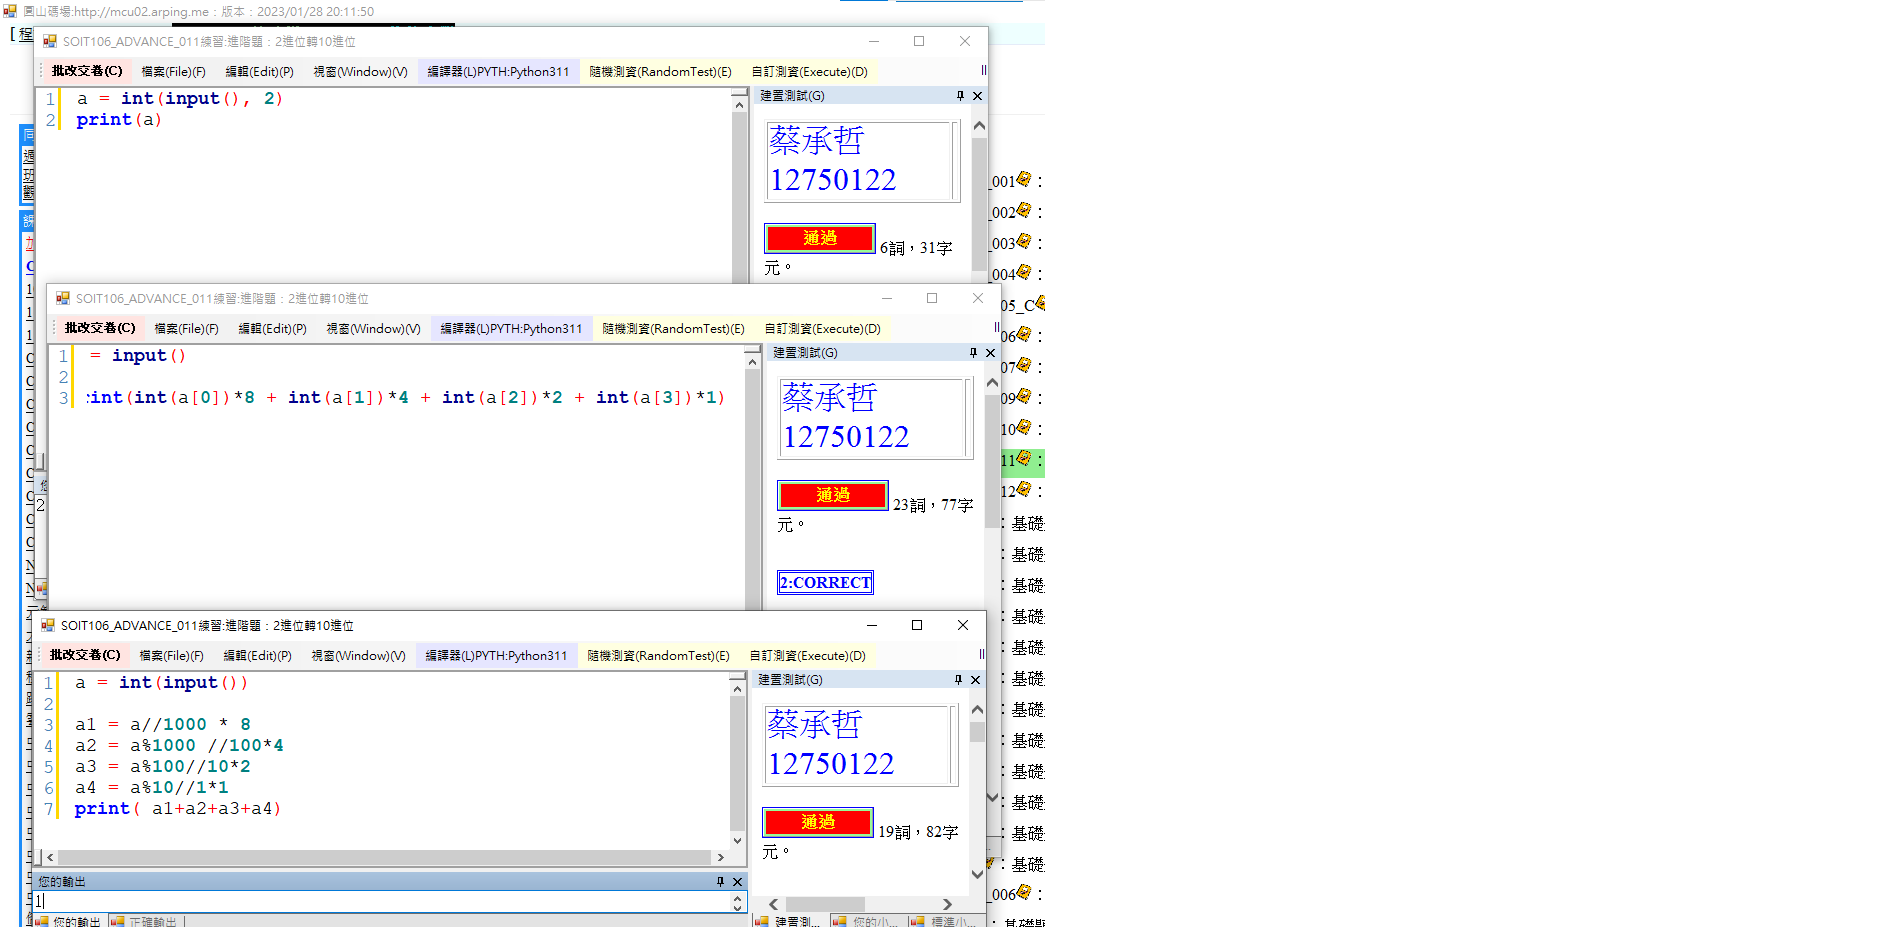 圓山碼場:http://mcu02.arping.me：版本：2023/01/28 20:11:50
[程
SOIT106_ADVANCE_011練習:進階題：2進位轉10進位
批改交卷(C) 檔案(File)(F) 編輯(Edit)(P) 視窗(Window)(V) 編譯器(L)PYTH:Python311 隨機測資(RandomTest)(E) 自訂測資(Execute)(D)
1 a = int(input(), 2)
2 print(a)
建置測試(G)
蔡承哲
12750122
通過 6詞，31字
元。
_001：
_002：
_003：
_004：
05_C
06：
07：
09：
10：
11：
12：
SOIT106_ADVANCE_011練習:進階題：2進位轉10進位
批改交卷(C) 檔案(File)(F) 編輯(Edit)(P) 視窗(Window)(V) 編譯器(L)PYTH:Python311 隨機測資(RandomTest)(E) 自訂測資(Execute)(D)
1 = input()
2
3 int(int(a[0])*8 + int(a[1])*4 + int(a[2])*2 + int(a[3])*1)
建置測試(G)
蔡承哲
12750122
通過 23詞，77字
元。
2:CORRECT
：基礎
：基礎
：基礎
：基礎
：基礎
：基礎
：基礎
：基礎
：基礎
：基礎
：基礎
：基礎
_006：
：基礎
SOIT106_ADVANCE_011練習:進階題：2進位轉10進位
批改交卷(C) 檔案(File)(F) 編輯(Edit)(P) 視窗(Window)(V) 編譯器(L)PYTH:Python311 隨機測資(RandomTest)(E) 自訂測資(Execute)(D)
1 a = int(input())
2
3 a1 = a//1000 * 8
4 a2 = a%1000 //100*4
5 a3 = a%100//10*2
6 a4 = a%10//1*1
7 print( a1+a2+a3+a4)
建置測試(G)
蔡承哲
12750122
通過 19詞，82字
元。
您的輸出
1
您的輸出 正確輸出
建置測... 您的小... 標準小...